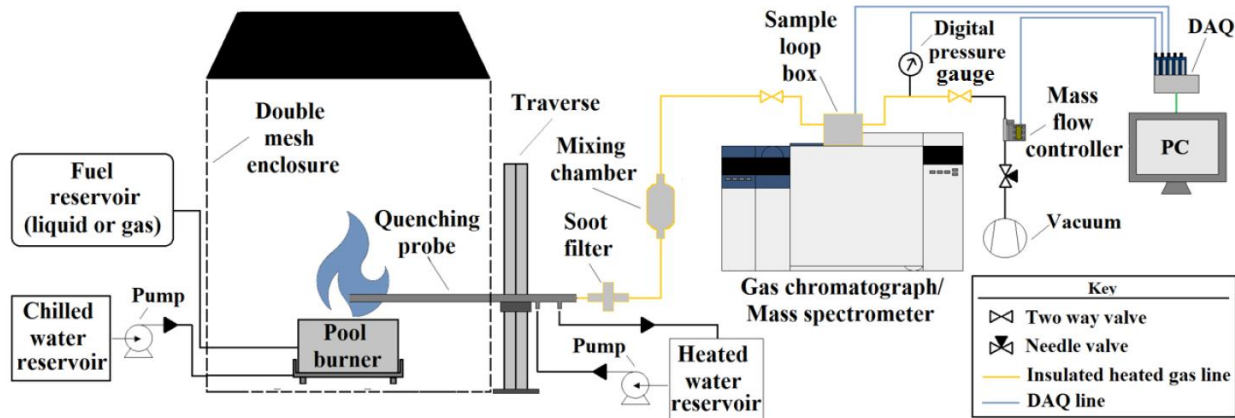 Double
mesh
enclosure
Fuel
reservoir
(liquid or gas)
Chilled
water
reservoir
Pump
Pool
burner
Quenching
probe
Traverse
Soot
filter
Mixing
chamber
Pump
Heated
water
reservoir
Sample
loop
box
Gas chromatograph/
Mass spectrometer
Digital
pressure
gauge
Mass
flow
controller
Vacuum
DAQ
PC
Key
Two way valve
Needle valve
Insulated heated gas line
DAQ line